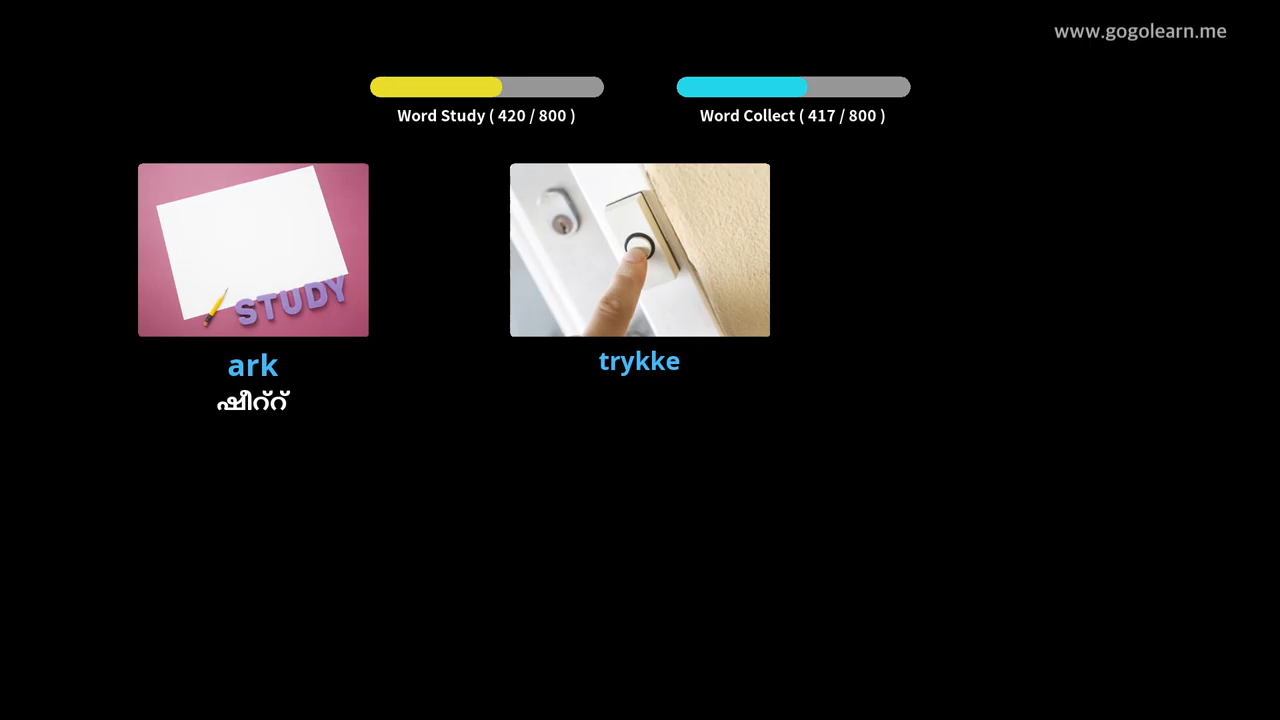 www.gogolearn.me
Word Study ( 420 / 800 )
Word Collect ( 417 / 800 )
STUDY
ark
ഷീറ്റ്
trykke